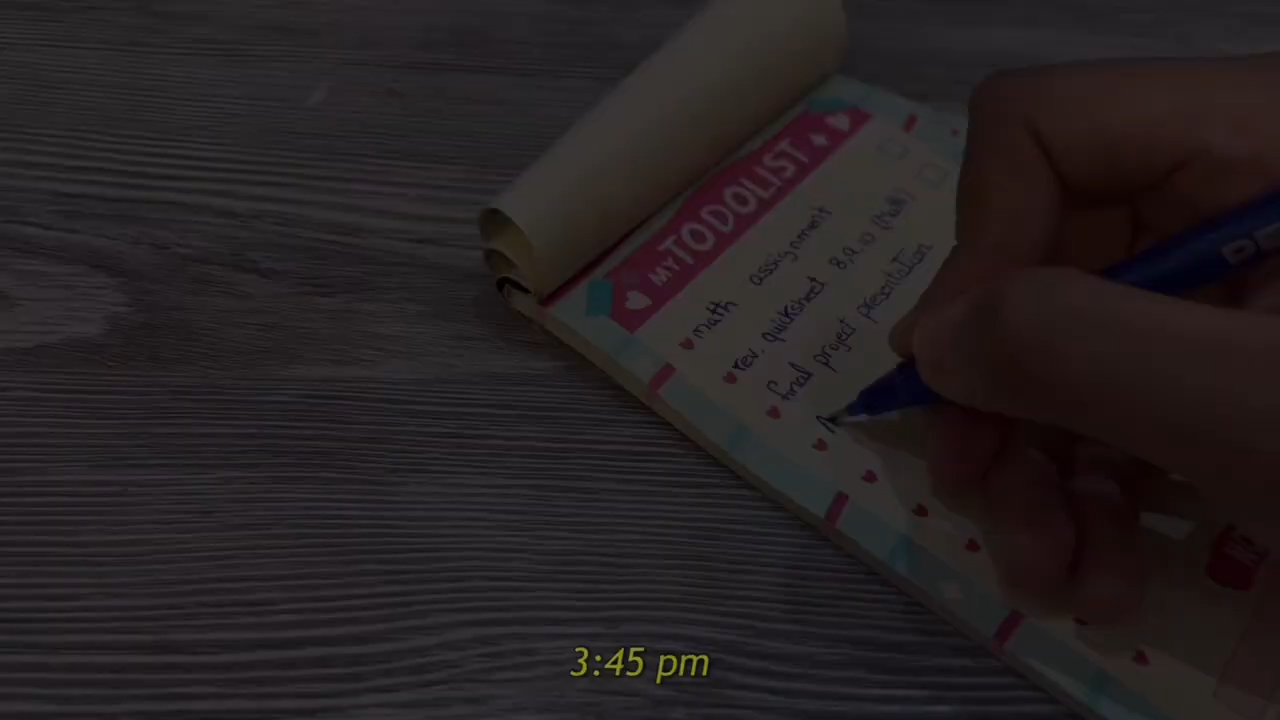 MY TODOLIST
math assignment
rev. quicksheet 8,9,10 (Math)
final project presentation
3:45 pm